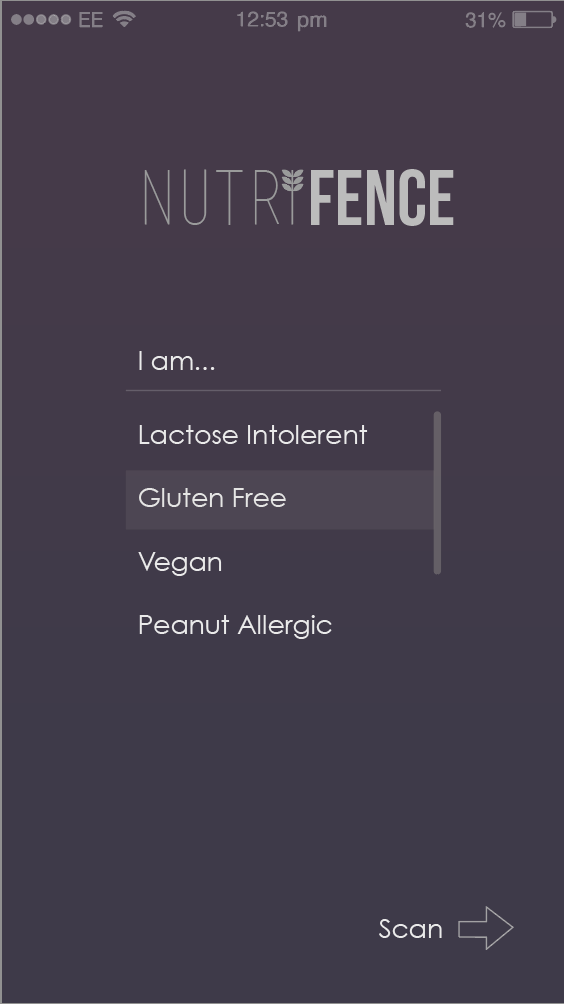 EE 12:53 pm 31%
NUTRIFENCE
I am...
Lactose Intolerent
Gluten Free
Vegan
Peanut Allergic
Scan